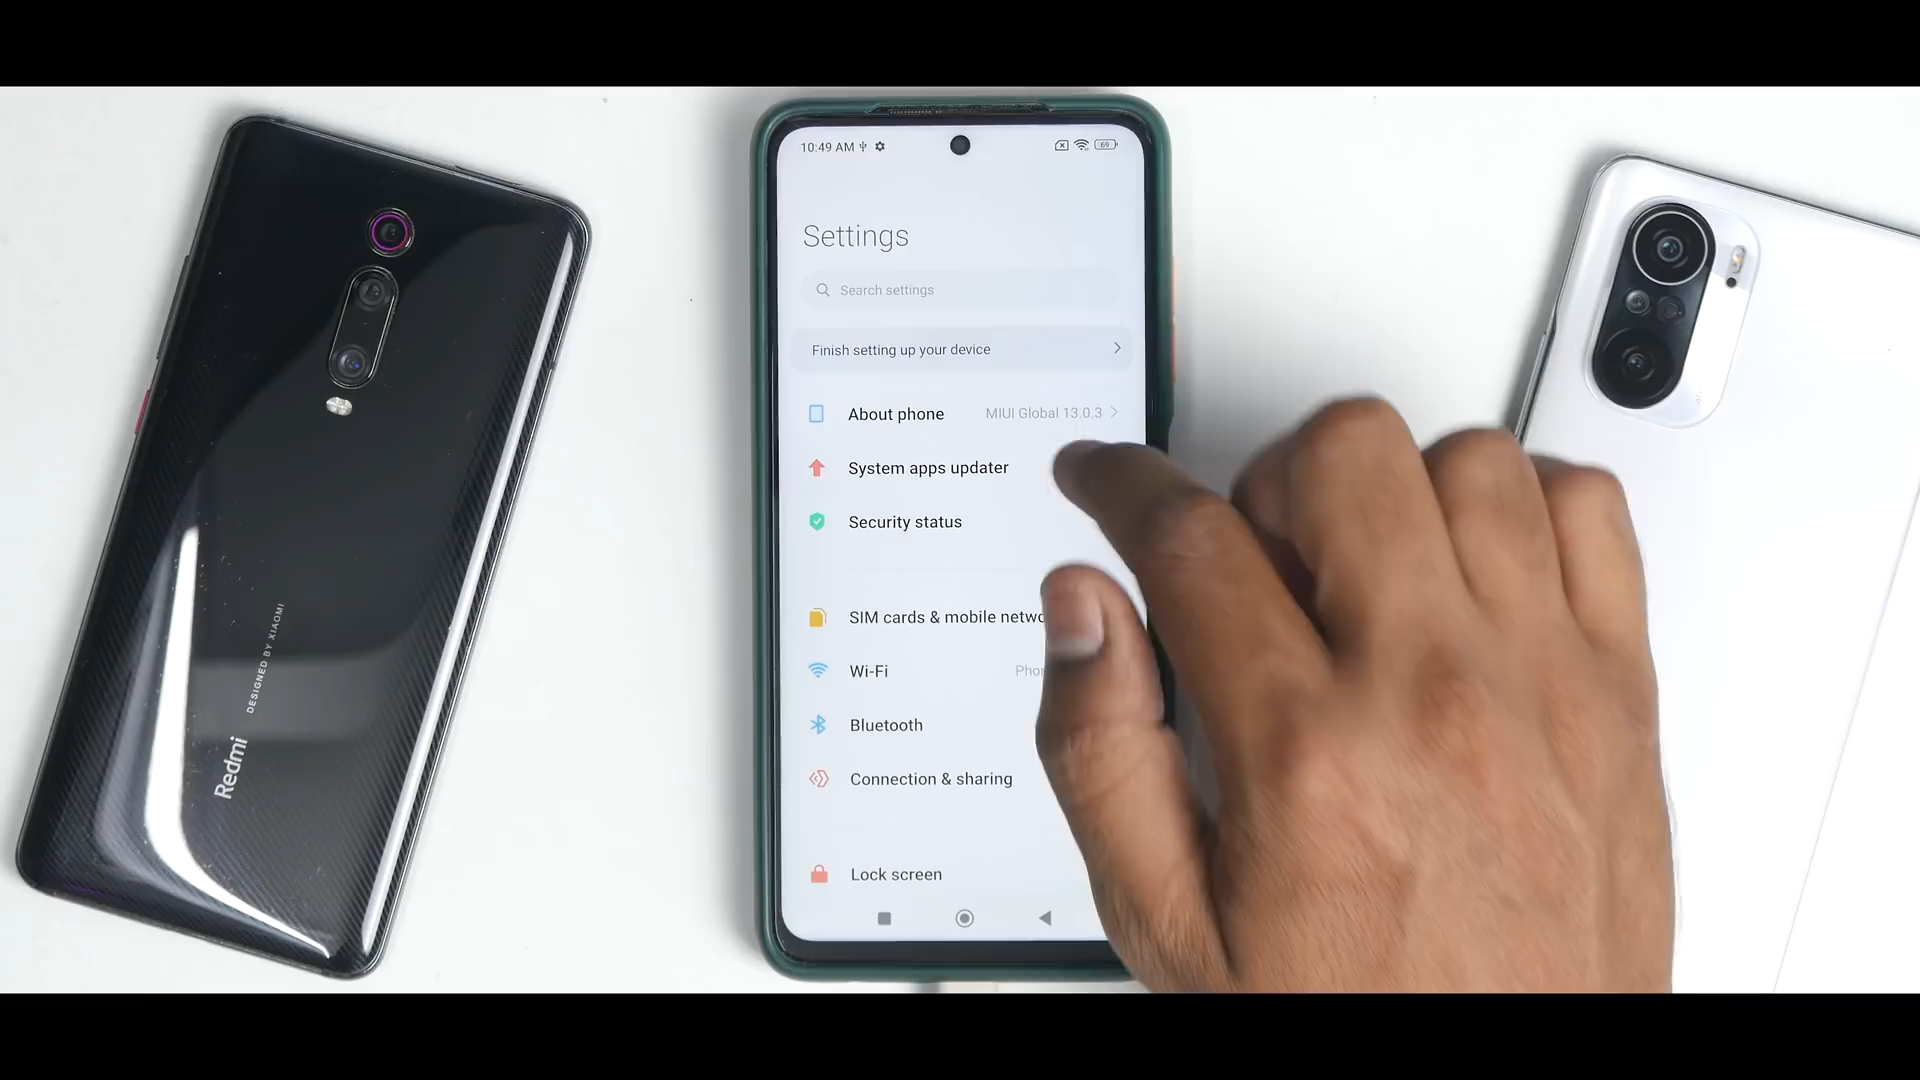 10:49 AM
69
Settings
Search settings
Finish setting up your device
About phone MIUI Global 13.0.3
System apps updater
Security status
SIM cards & mobile netwo
Wi-Fi Phon
Bluetooth
Connection & sharing
Lock screen
Redmi
DESIGNED BY XIAOMI